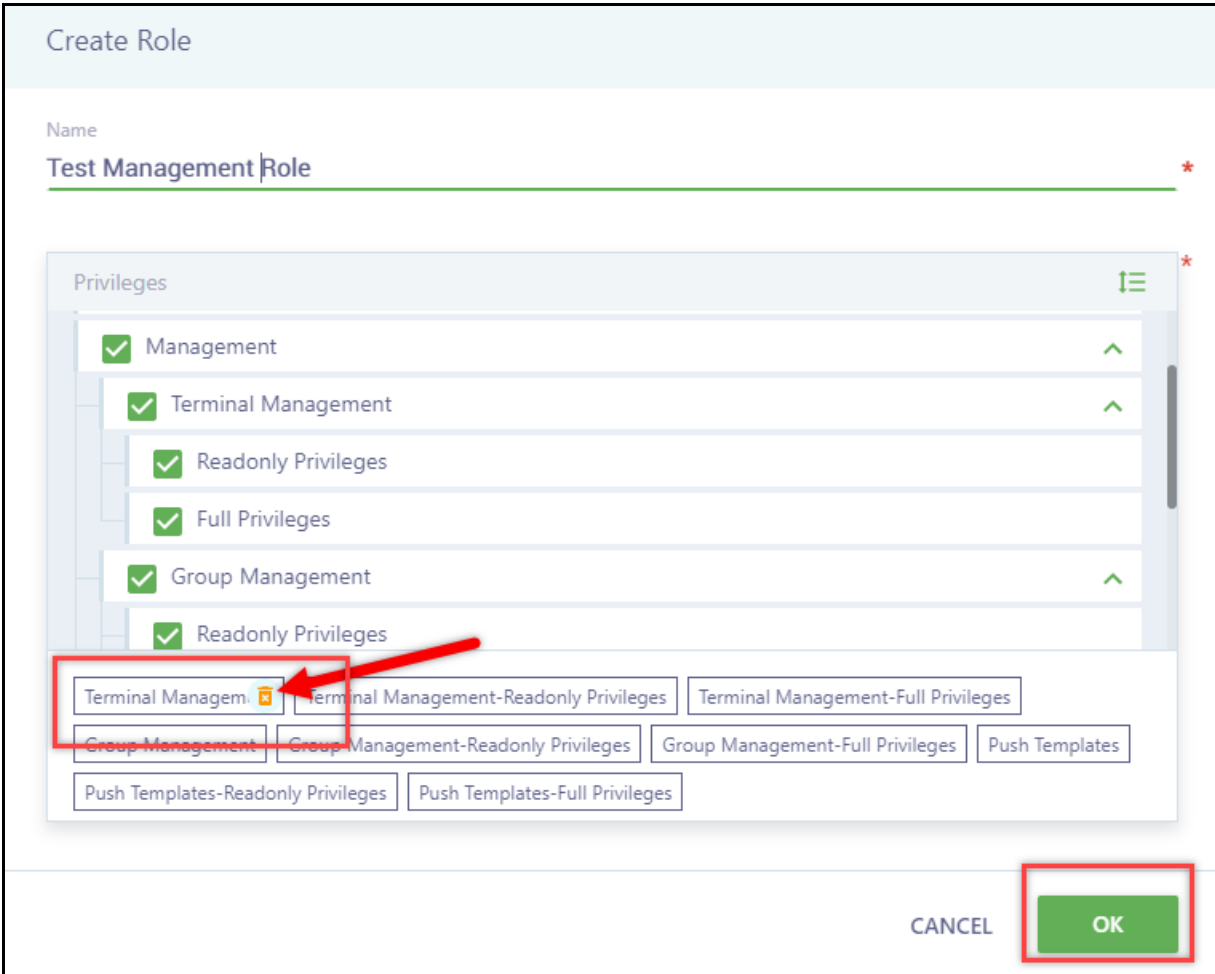 Create Role
Name
Test Management Role *
*
Privileges
Management
Terminal Management
Readonly Privileges
Full Privileges
Group Management
Readonly Privileges
Terminal Managem Terminal Management-Readonly Privileges Terminal Management-Full Privileges
Group Management Group Management-Readonly Privileges Group Management-Full Privileges Push Templates
Push Templates-Readonly Privileges Push Templates-Full Privileges
CANCEL OK